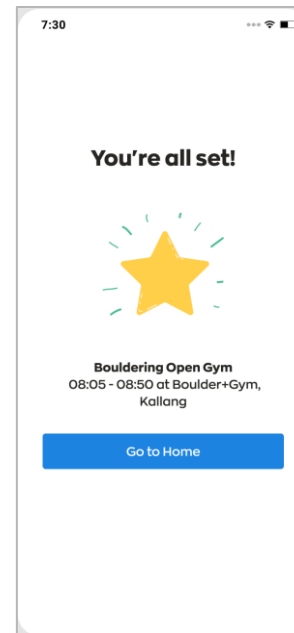 7:30
You're all set!
Bouldering Open Gym
08:05 - 08:50 at Boulder+Gym,
Kallang
Go to Home